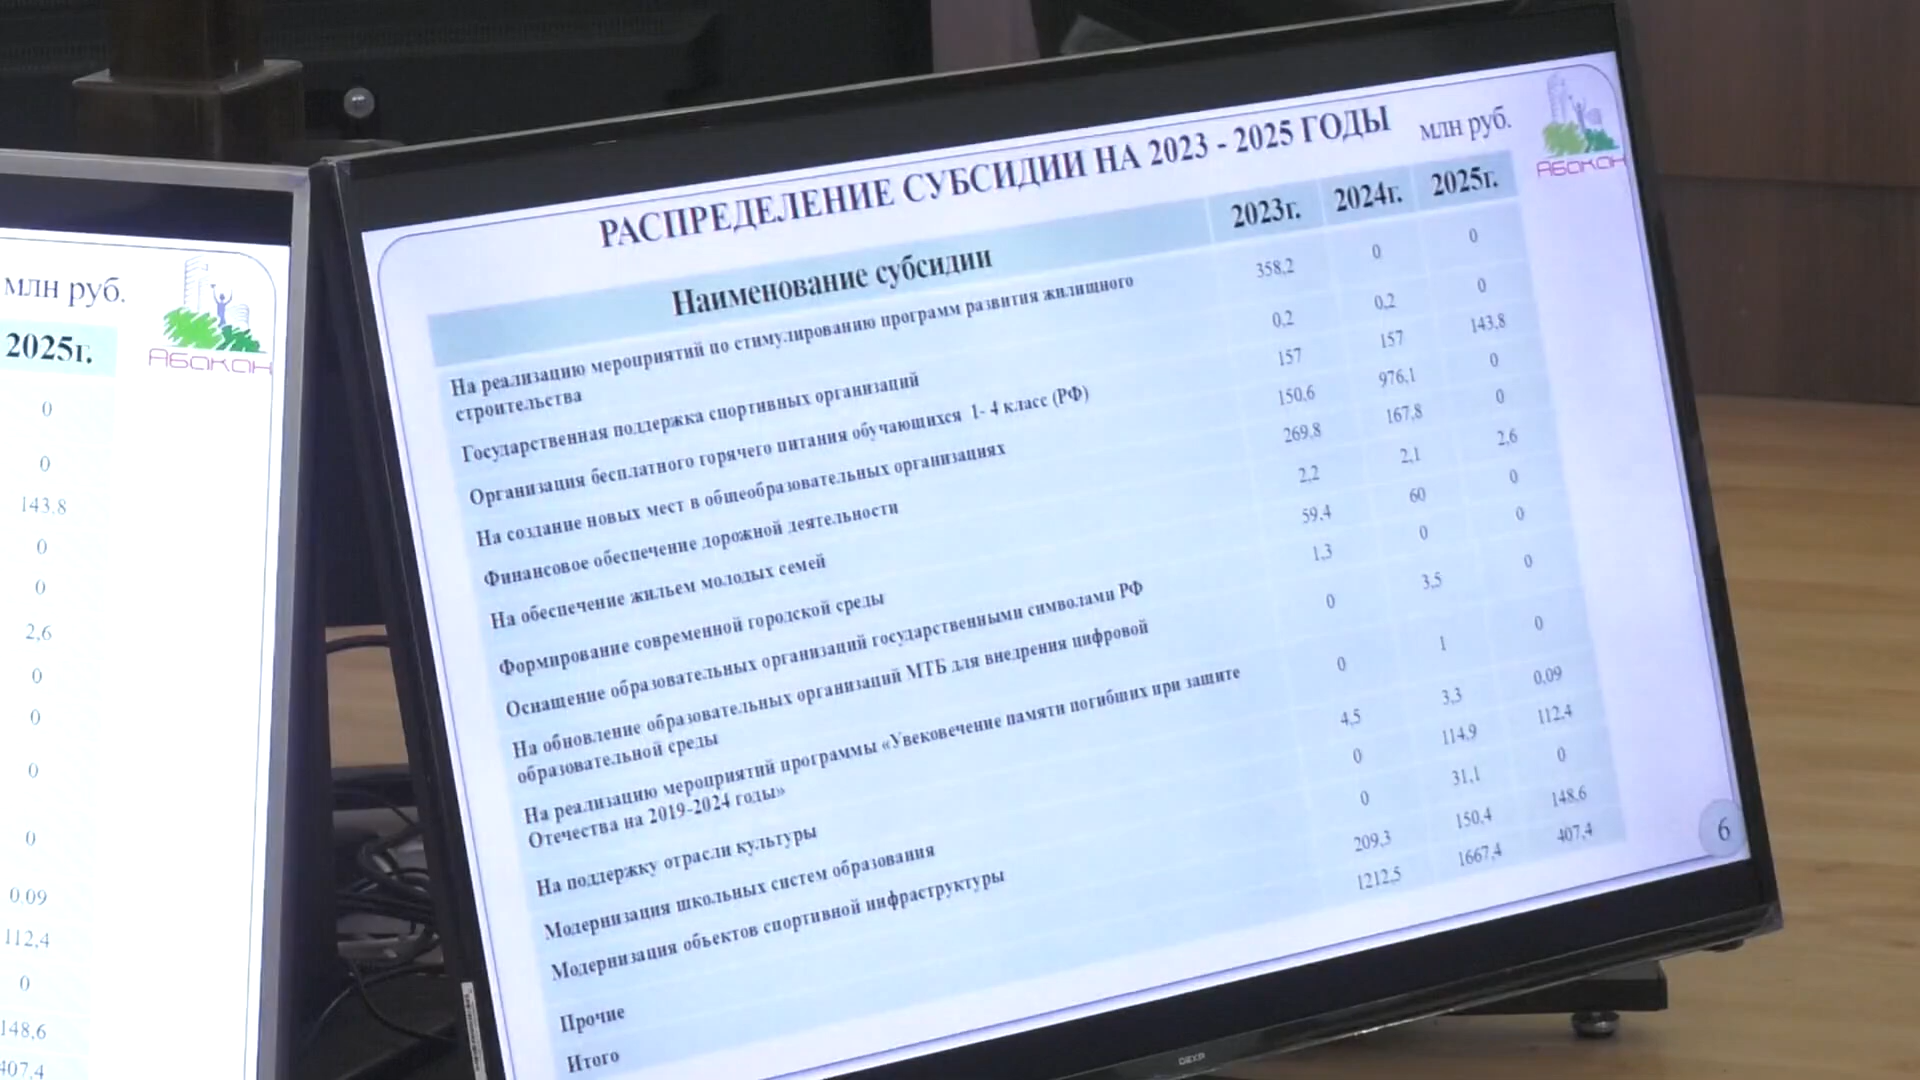 млн руб.
АБАКАН
2025г.
0
0
143.8
0
0
2,6
0
0
0
0
0.09
112,4
0
148,6
407,4
РАСПРЕДЕЛЕНИЕ СУБСИДИИ НА 2023 - 2025 ГОДЫ
млн руб.
АБАКАН
Наименование субсидии 2023г. 2024г. 2025г.
На реализацию мероприятий по стимулированию программ развития жилищного 358,2 0 0
строительства
Государственная поддержка спортивных организаций 0,2 0,2 0
Организация бесплатного горячего питания обучающихся 1- 4 класс (РФ) 157 157 143,8
На создание новых мест в общеобразовательных организациях 150,6 976,1 0
Финансовое обеспечение дорожной деятельности 269,8 167,8 0
На обеспечение жильем молодых семей 2,2 2,1 2,6
Формирование современной городской среды 59,4 60 0
Оснащение образовательных организаций государственными символами РФ 1,3 0 0
На обновление образовательных организаций МТБ для внедрения цифровой 0 3,5 0
образовательной среды
На реализацию мероприятий программы «Увековечение памяти погибших при защите 0 1 0
Отечества на 2019-2024 годы»
На поддержку отрасли культуры 4,5 3,3 0,09
Модернизация школьных систем образования 0 114,9 112,4
Модернизация объектов спортивной инфраструктуры 0 31,1 0
Прочие 209,3 150,4 148,6
Итого 1212,5 1667,4 407,4
6
DEXP